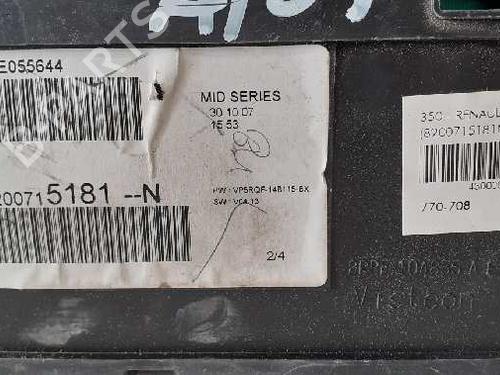 E055644
MID SERIES
30.10.07
15:53
200715181 --N
HW : VP5RQF-14B115-BX
SW : V04.13
2/4
350 RENAULT
(8200715181
770-708
Visteon